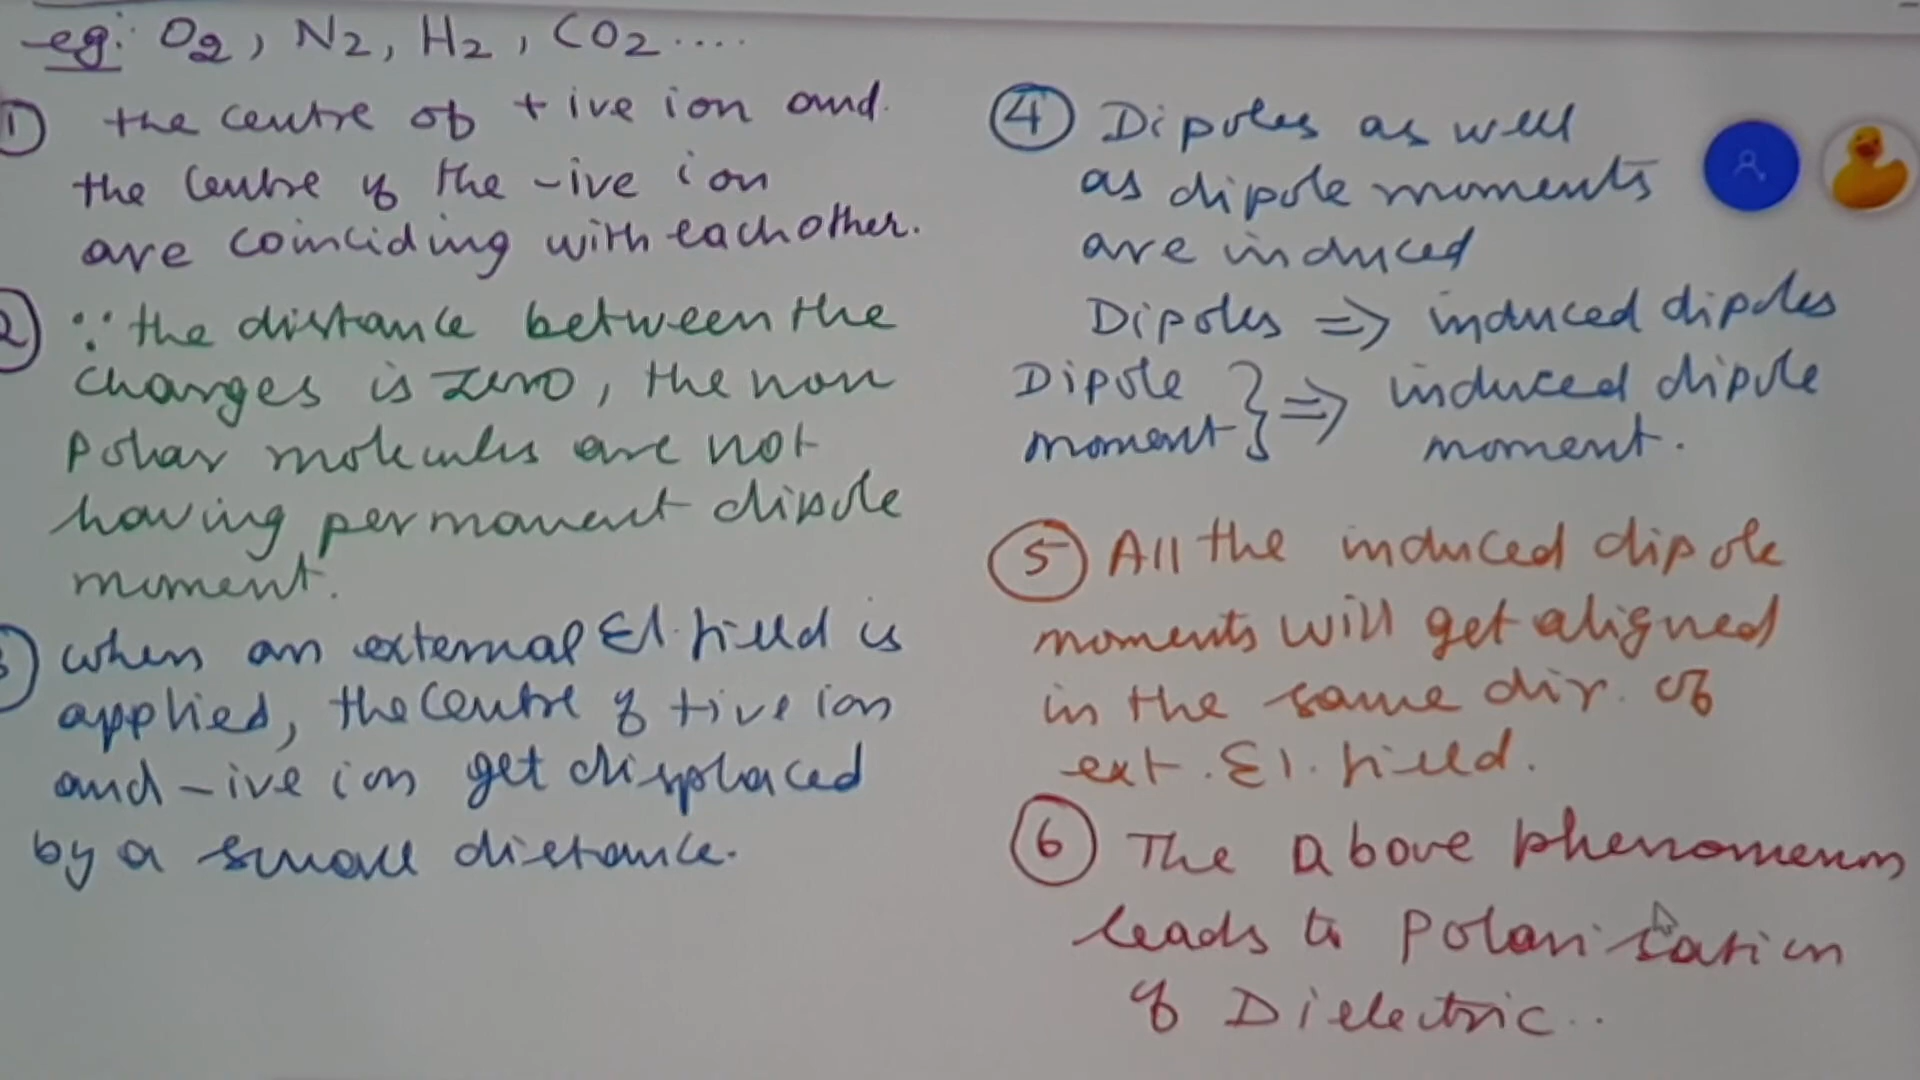 eg: O2, N2, H2, CO2 ....
① the centre of +ive ion and
the centre of the -ive ion
are coinciding with eachother.
② ∵ the distance between the
charges is zero, the non
polar molecules are not
having permanent dipole
moment.
③ when an external El. field is
applied, the centre of +ive ion
and -ive ion get displaced
by a small distance.
④ Dipoles as well
as dipole moments
are induced
Dipoles => induced dipoles
Dipole moment } => induced dipole
moment.
⑤ All the induced dipole
moments will get aligned
in the same dir. of
ext. El. field.
⑥ The above phenomenon
leads to Polarisation
of Dielectric..